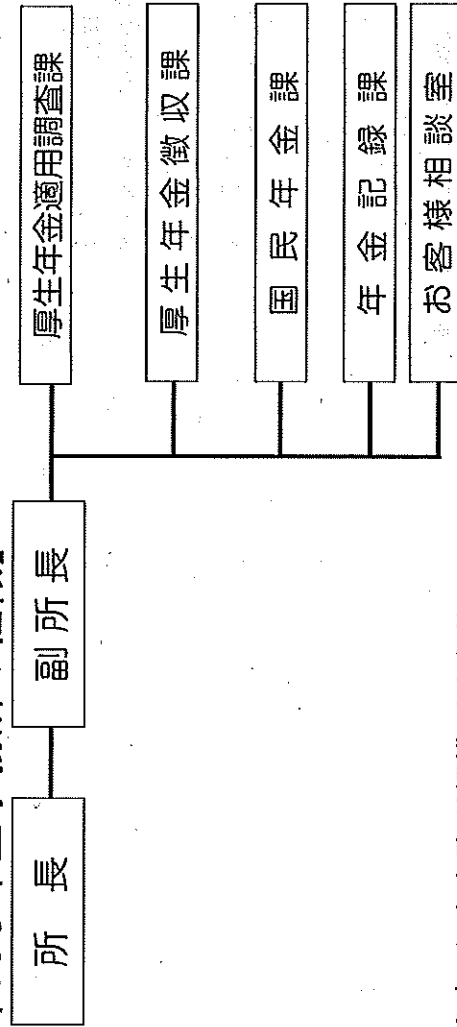 所長
副所長
厚生年金適用調査課
厚生年金徴収課
国民年金課
年金記録課
お客様相談室